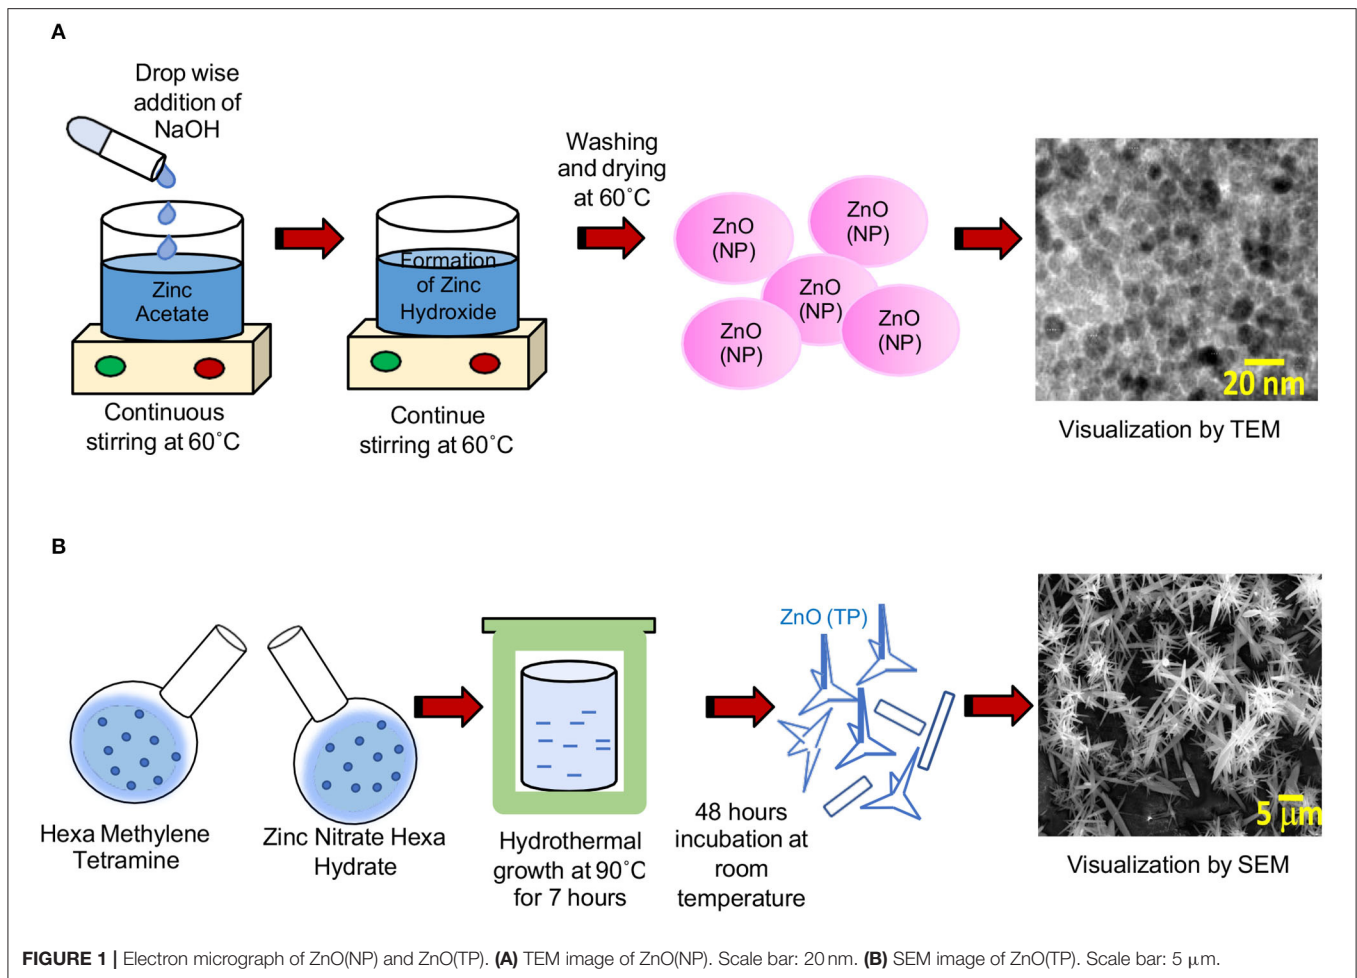 A
Drop wise
addition of
NaOH
Zinc
Acetate
Continuous
stirring at 60˚C
Formation
of Zinc
Hydroxide
Continue
stirring at 60˚C
Washing
and drying
at 60˚C
ZnO
(NP)
ZnO
(NP)
ZnO
(NP)
ZnO
(NP)
ZnO
(NP)
20 nm
Visualization by TEM
B
Hexa Methylene
Tetramine
Zinc Nitrate Hexa
Hydrate
Hydrothermal
growth at 90˚C
for 7 hours
48 hours
incubation at
room
temperature
ZnO (TP)
5 μm
Visualization by SEM
FIGURE 1 | Electron micrograph of ZnO(NP) and ZnO(TP). (A) TEM image of ZnO(NP). Scale bar: 20 nm. (B) SEM image of ZnO(TP). Scale bar: 5 μm.